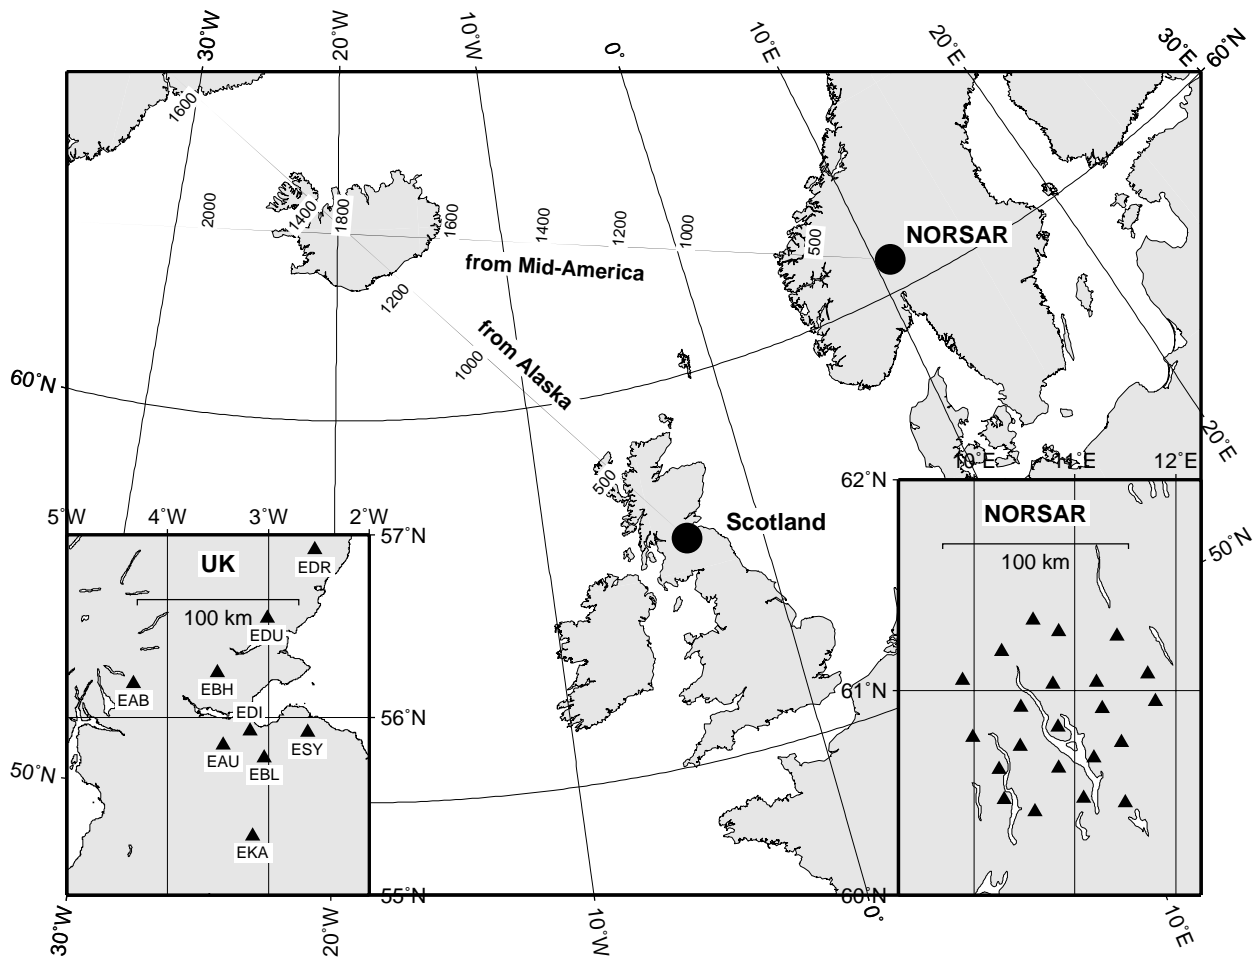 30°W
20°W
10°W
0°
10°E
20°E
30°E
60°N
1600
2000
1400
1800
1600
1400
1200
1000
500
NORSAR
from Mid-America
1200
from Alaska
1000
60°N
500
Scotland
20°E
50°N
50°N
30°W
20°W
10°W
0°
10°E
5°W
4°W
3°W
2°W
57°N
UK
EDR
100 km
EDU
EBH
EAB
EDI
56°N
EAU
ESY
EBL
EKA
55°N
10°E
11°E
12°E
62°N
NORSAR
100 km
61°N
60°N